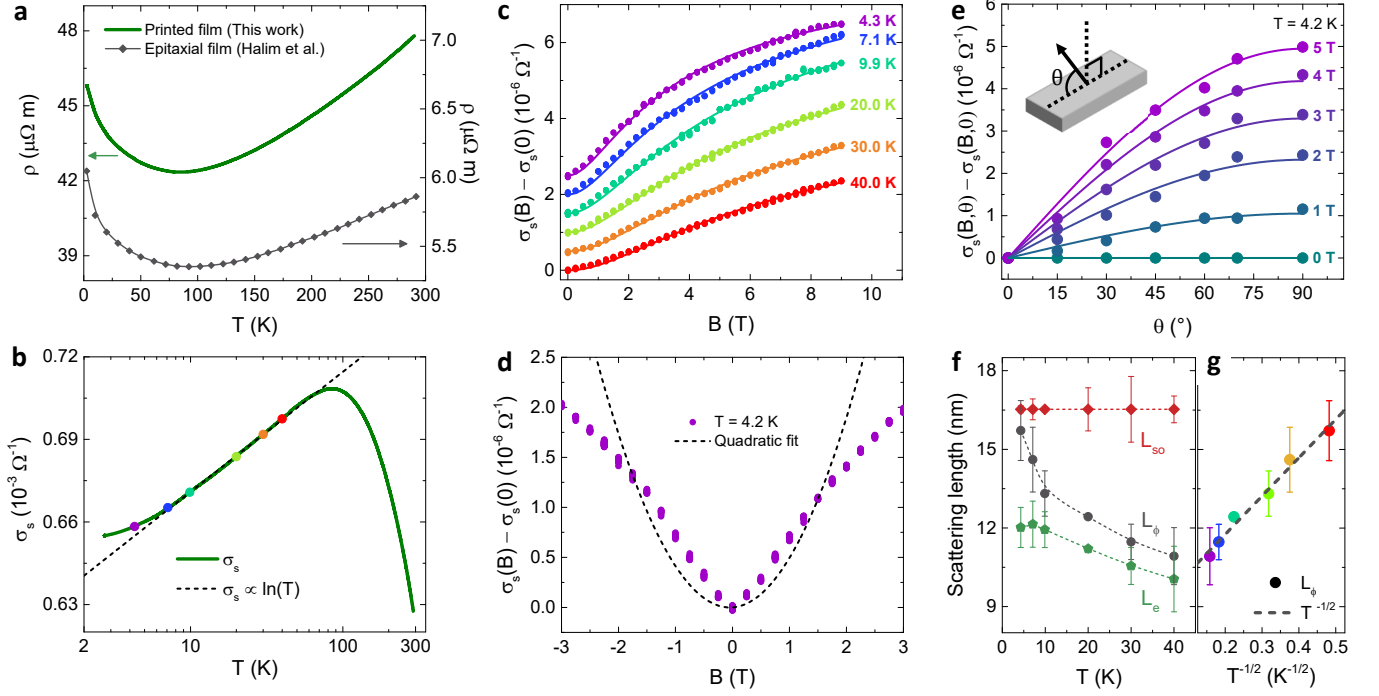 a
Printed film (This work)
Epitaxial film (Halim et al.)
48
45
42
39
ρ (μΩ m)
7.0
6.5
6.0
5.5
ρ (μΩ m)
0 50 100 150 200 250 300
T (K)
b
0.72
0.69
0.66
0.63
σs (10-3 Ω-1)
σs
σs ∝ ln(T)
2 10 100 300
T (K)
c
6
4
2
0
σs(B) − σs(0) (10-6 Ω-1)
4.3 K
7.1 K
9.9 K
20.0 K
30.0 K
40.0 K
0 2 4 6 8 10
B (T)
d
2.5
2.0
1.5
1.0
0.5
0.0
σs(B) − σs(0) (10-6 Ω-1)
T = 4.2 K
Quadratic fit
-3 -2 -1 0 1 2 3
B (T)
e
T = 4.2 K
6
5
4
3
2
1
0
σs(B,θ) − σs(B,0) (10-6 Ω-1)
θ
5 T
4 T
3 T
2 T
1 T
0 T
0 15 30 45 60 75 90
θ (°)
f
18
16
14
12
9
Scattering length (nm)
Lso
Lϕ
Le
0 10 20 30 40
T (K)
g
Lϕ
T-1/2
0.2 0.3 0.4 0.5
T-1/2 (K-1/2)